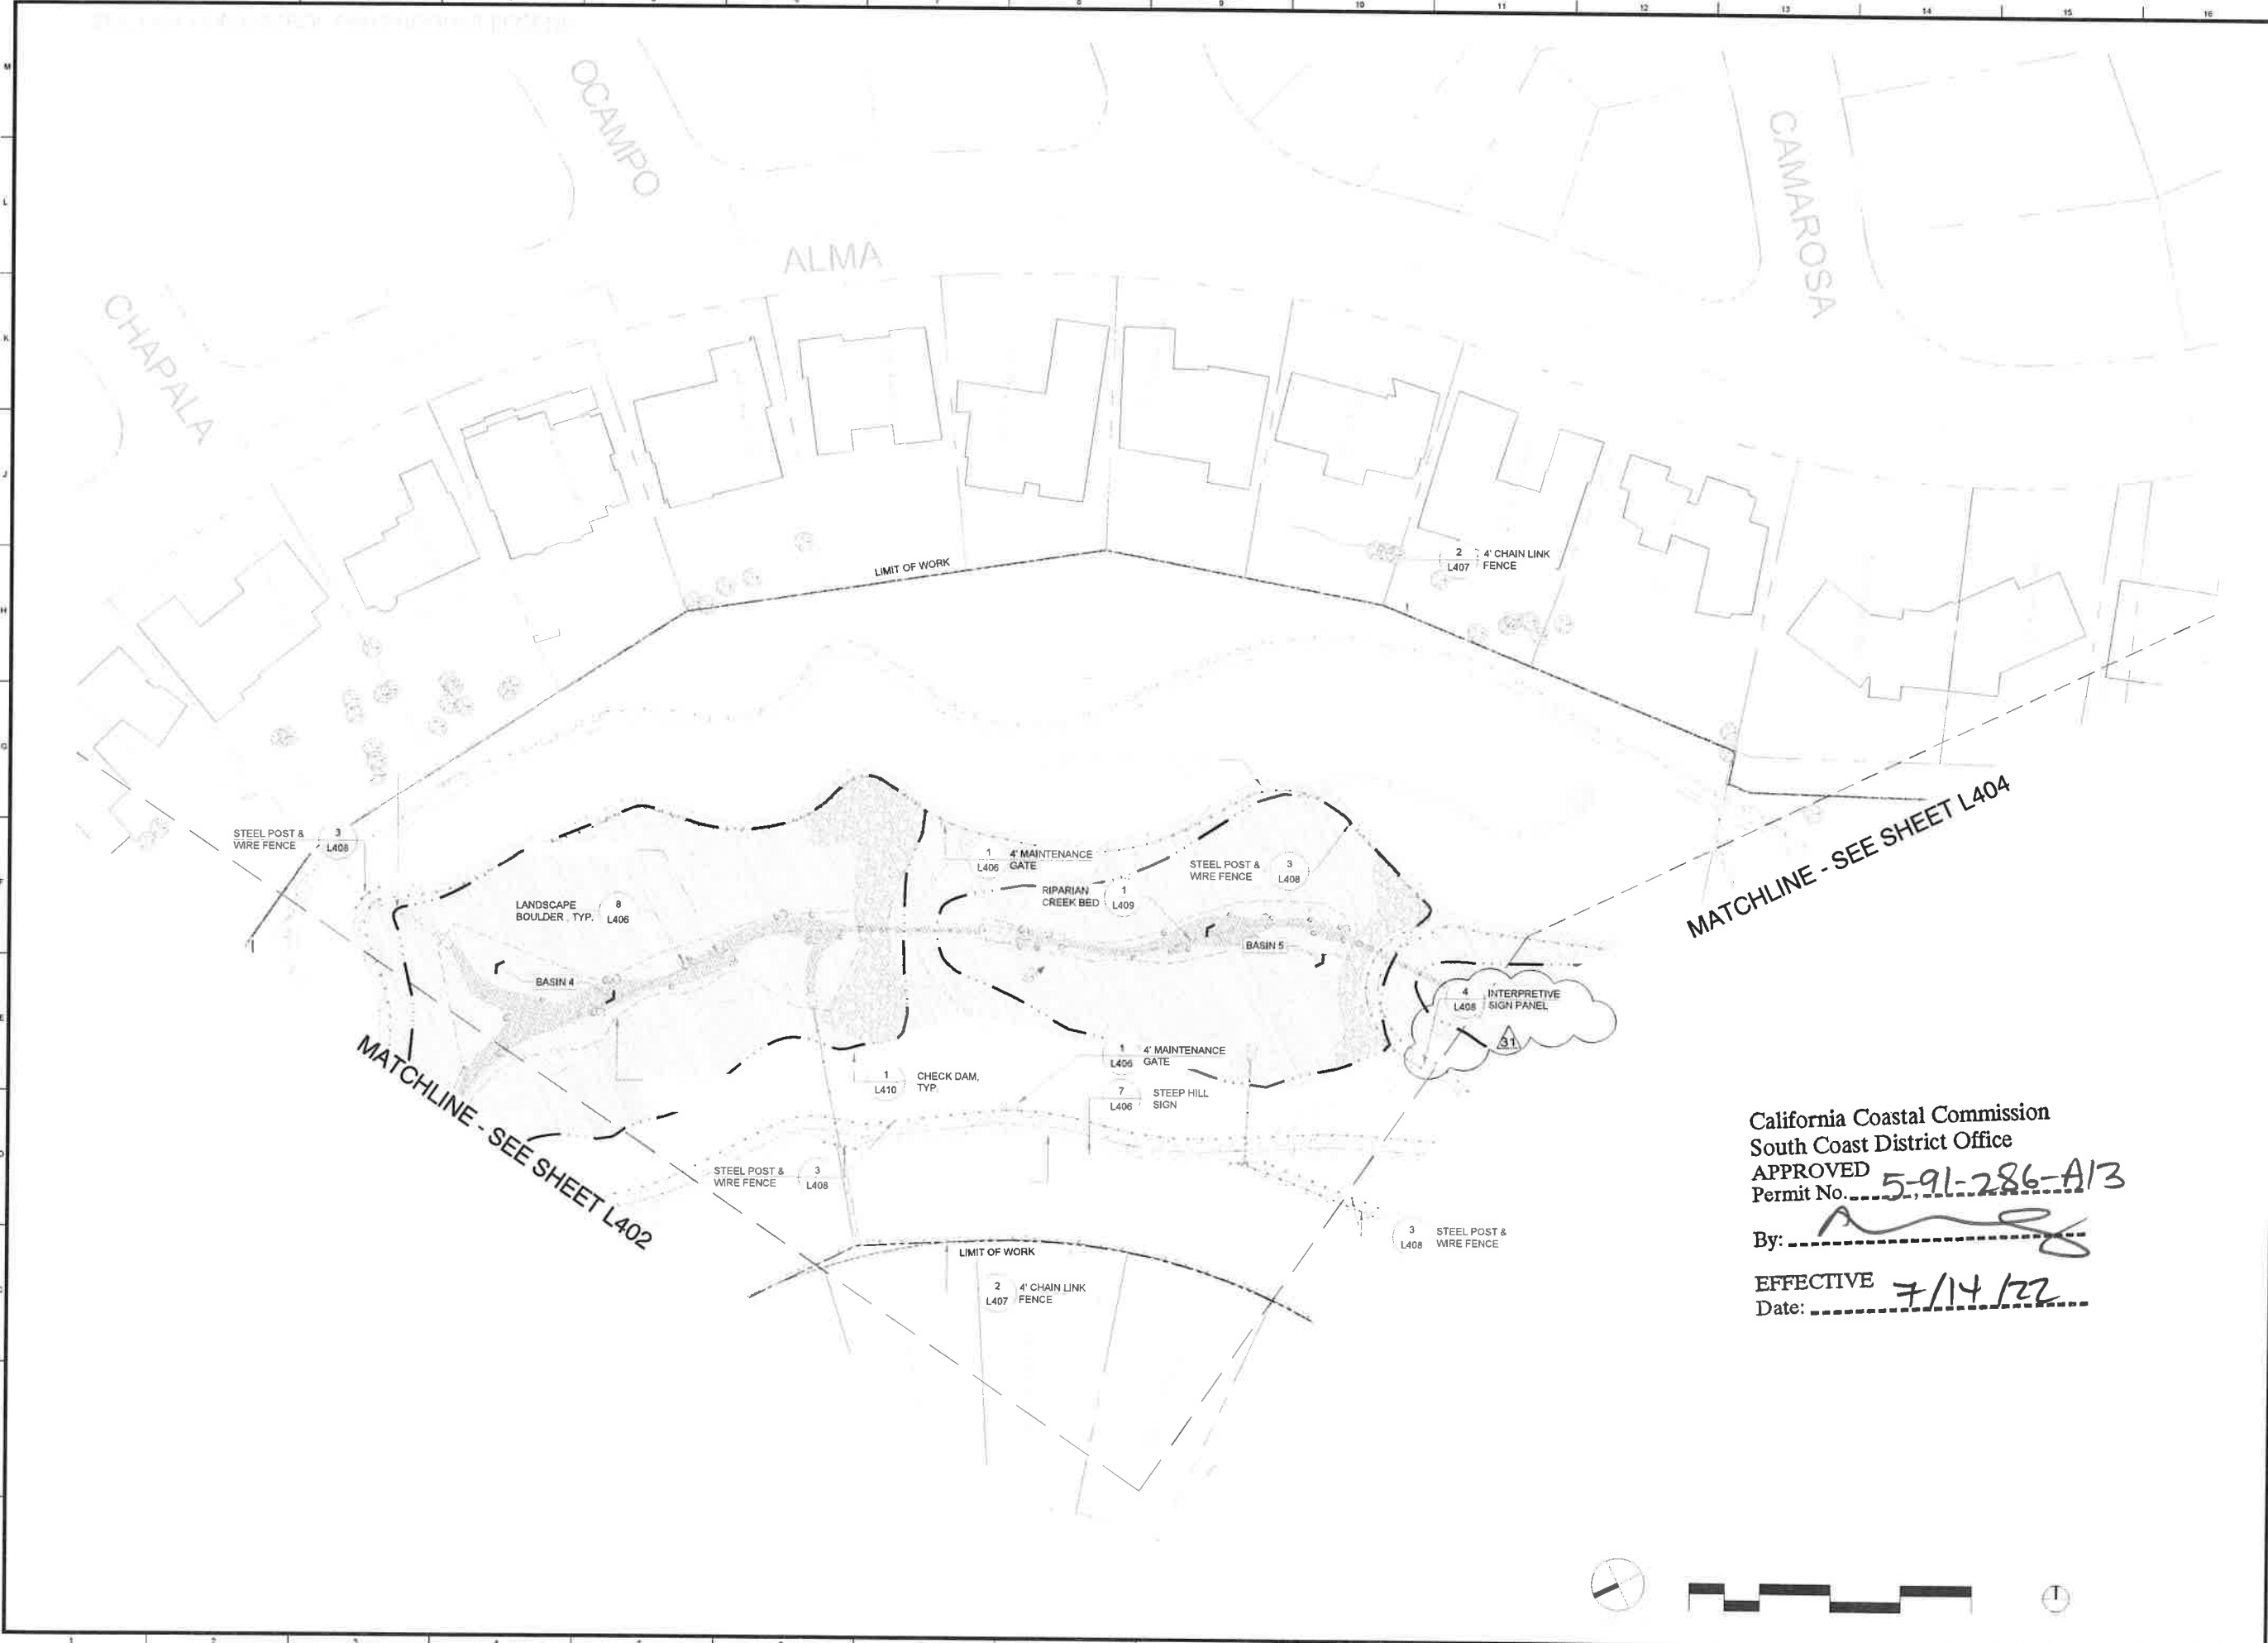 OCAMPO
CAMAROSA
ALMA
CHAPALA
LIMIT OF WORK
2 4' CHAIN LINK
L407 FENCE
MATCHLINE - SEE SHEET L404
STEEL POST & 3
WIRE FENCE L408
1 4' MAINTENANCE
L406 GATE
STEEL POST & 3
WIRE FENCE L408
RIPARIAN 1
CREEK BED L409
LANDSCAPE 8
BOULDER, TYP. L406
BASIN 5
BASIN 4
4 INTERPRETIVE
L408 SIGN PANEL
31
1 4' MAINTENANCE
L406 GATE
1 CHECK DAM,
L410 TYP.
7 STEEP HILL
L406 SIGN
MATCHLINE - SEE SHEET L402
STEEL POST & 3
WIRE FENCE L408
3 STEEL POST &
L408 WIRE FENCE
LIMIT OF WORK
2 4' CHAIN LINK
L407 FENCE
California Coastal Commission
South Coast District Office
APPROVED
Permit No. 5-91-286-A13
By:
EFFECTIVE
Date: 7/14/22